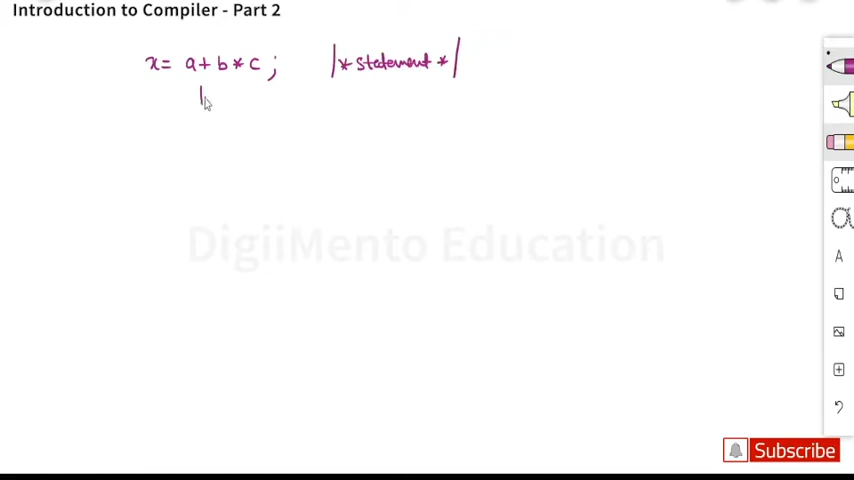 Introduction to Compiler - Part 2
x= a+ b * c ; /* statement */
DigiiMento Education
A
Subscribe